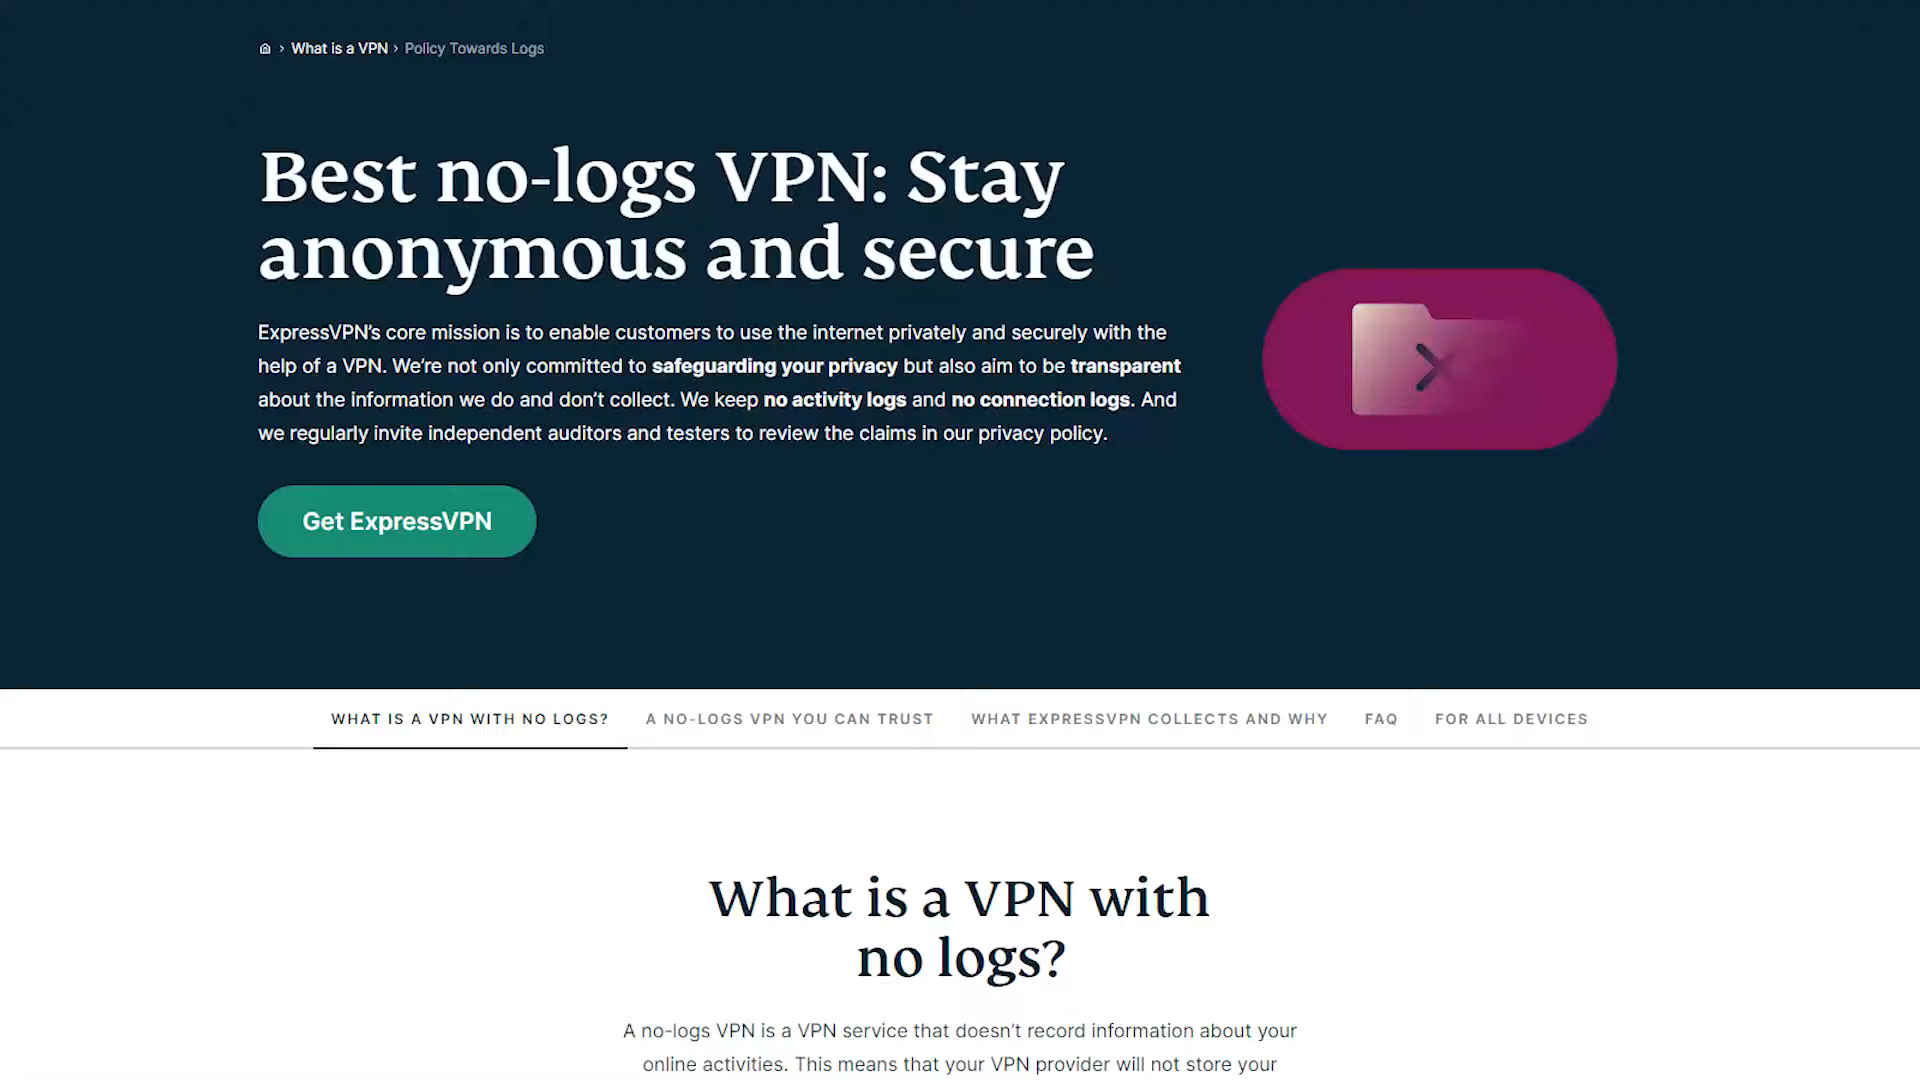 What is a VPN › Policy Towards Logs
Best no-logs VPN: Stay
anonymous and secure
ExpressVPN’s core mission is to enable customers to use the internet privately and securely with the
help of a VPN. We’re not only committed to safeguarding your privacy but also aim to be transparent
about the information we do and don’t collect. We keep no activity logs and no connection logs. And
we regularly invite independent auditors and testers to review the claims in our privacy policy.
Get ExpressVPN
WHAT IS A VPN WITH NO LOGS? A NO-LOGS VPN YOU CAN TRUST WHAT EXPRESSVPN COLLECTS AND WHY FAQ FOR ALL DEVICES
What is a VPN with
no logs?
A no-logs VPN is a VPN service that doesn’t record information about your
online activities. This means that your VPN provider will not store your